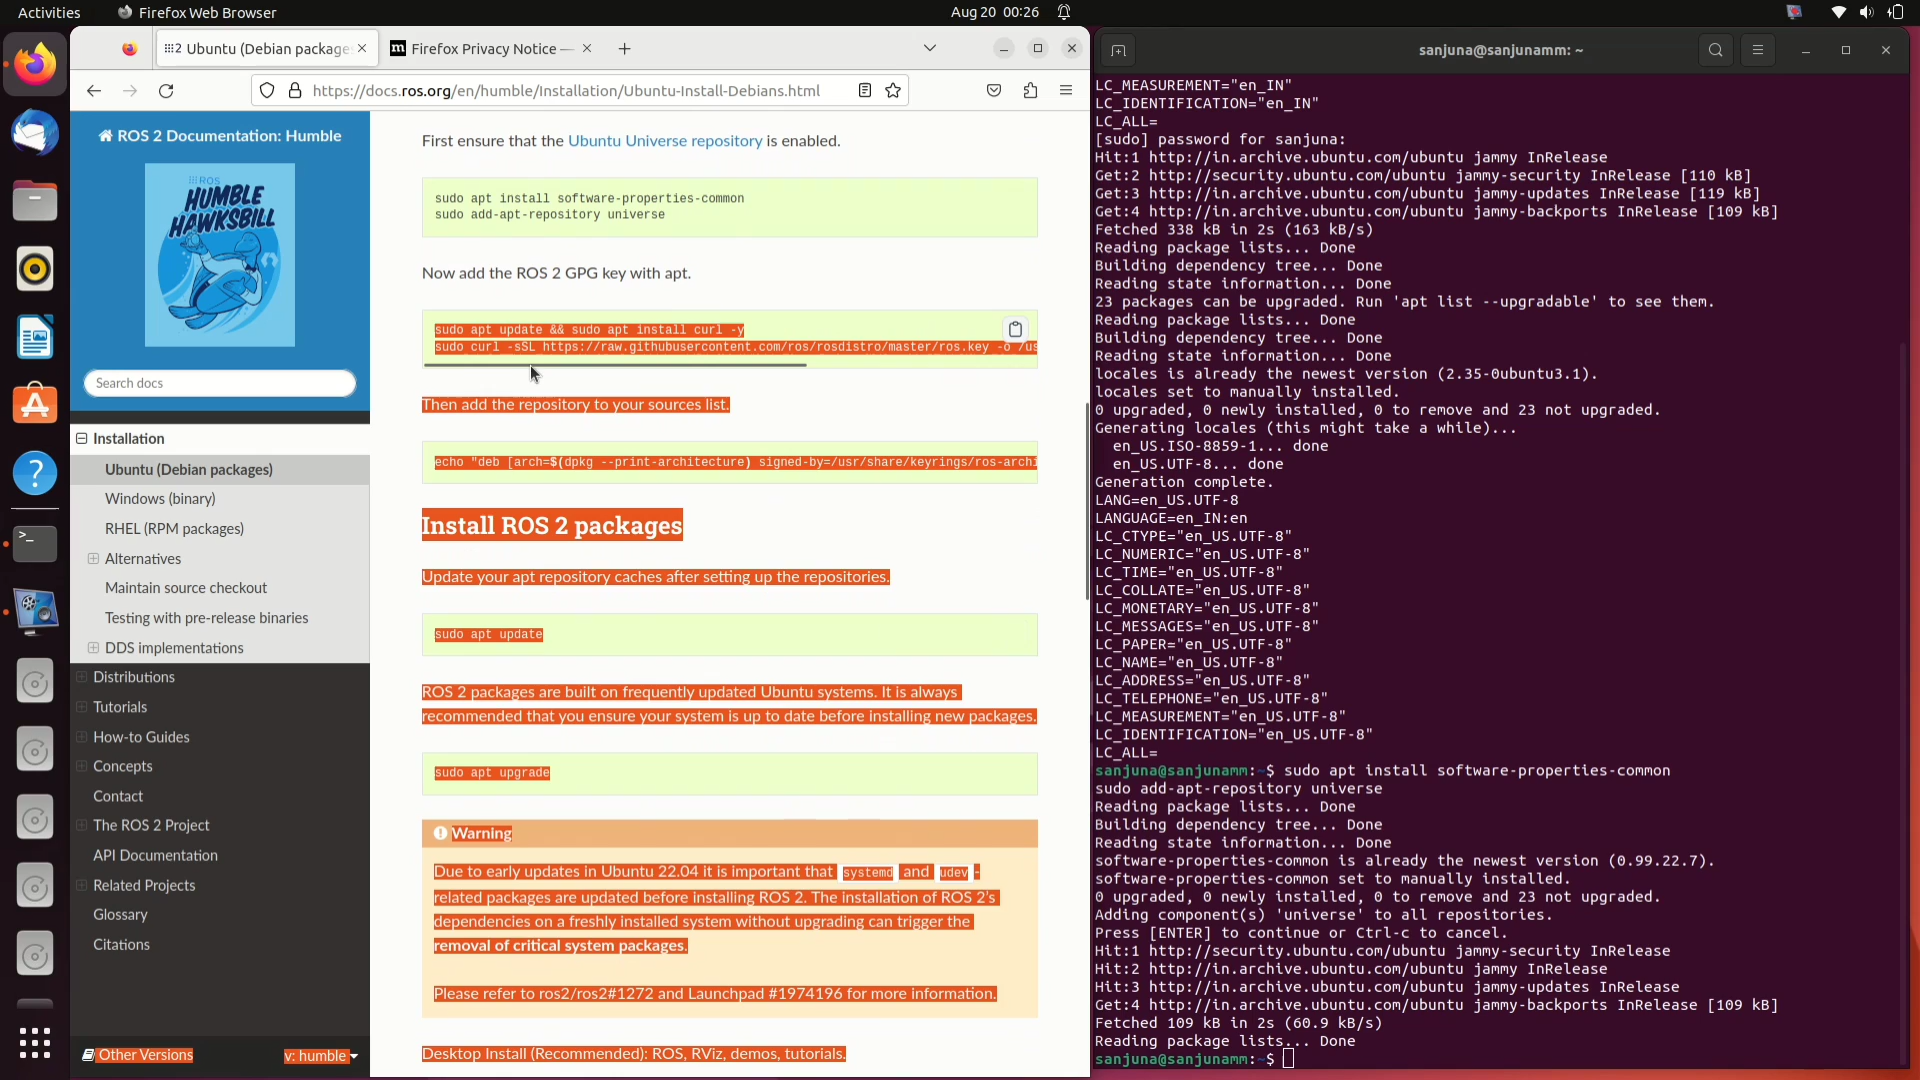 Activities
Firefox Web Browser
Aug 20 00:26
Ubuntu (Debian package
Firefox Privacy Notice —
https://docs.ros.org/en/humble/Installation/Ubuntu-Install-Debians.html
ROS 2 Documentation: Humble
ROS
HUMBLE
HAWKSBILL
Search docs
Installation
Ubuntu (Debian packages)
Windows (binary)
RHEL (RPM packages)
Alternatives
Maintain source checkout
Testing with pre-release binaries
DDS implementations
Distributions
Tutorials
How-to Guides
Concepts
Contact
The ROS 2 Project
API Documentation
Related Projects
Glossary
Citations
Other Versions
v: humble
First ensure that the Ubuntu Universe repository is enabled.
sudo apt install software-properties-common
sudo add-apt-repository universe
Now add the ROS 2 GPG key with apt.
sudo apt update && sudo apt install curl -y
sudo curl -sSL https://raw.githubusercontent.com/ros/rosdistro/master/ros.key -o /us
Then add the repository to your sources list.
echo "deb [arch=$(dpkg --print-architecture) signed-by=/usr/share/keyrings/ros-archi
Install ROS 2 packages
Update your apt repository caches after setting up the repositories.
sudo apt update
ROS 2 packages are built on frequently updated Ubuntu systems. It is always
recommended that you ensure your system is up to date before installing new packages.
sudo apt upgrade
Warning
Due to early updates in Ubuntu 22.04 it is important that systemd and udev -
related packages are updated before installing ROS 2. The installation of ROS 2's
dependencies on a freshly installed system without upgrading can trigger the
removal of critical system packages.
Please refer to ros2/ros2#1272 and Launchpad #1974196 for more information.
Desktop Install (Recommended): ROS, RViz, demos, tutorials.
sanjuna@sanjunamm: ~
LC_MEASUREMENT="en_IN"
LC_IDENTIFICATION="en_IN"
LC_ALL=
[sudo] password for sanjuna:
Hit:1 http://in.archive.ubuntu.com/ubuntu jammy InRelease
Get:2 http://security.ubuntu.com/ubuntu jammy-security InRelease [110 kB]
Get:3 http://in.archive.ubuntu.com/ubuntu jammy-updates InRelease [119 kB]
Get:4 http://in.archive.ubuntu.com/ubuntu jammy-backports InRelease [109 kB]
Fetched 338 kB in 2s (163 kB/s)
Reading package lists... Done
Building dependency tree... Done
Reading state information... Done
23 packages can be upgraded. Run 'apt list --upgradable' to see them.
Reading package lists... Done
Building dependency tree... Done
Reading state information... Done
locales is already the newest version (2.35-0ubuntu3.1).
locales set to manually installed.
0 upgraded, 0 newly installed, 0 to remove and 23 not upgraded.
Generating locales (this might take a while)...
en_US.ISO-8859-1... done
en_US.UTF-8... done
Generation complete.
LANG=en_US.UTF-8
LANGUAGE=en_IN:en
LC_CTYPE="en_US.UTF-8"
LC_NUMERIC="en_US.UTF-8"
LC_TIME="en_US.UTF-8"
LC_COLLATE="en_US.UTF-8"
LC_MONETARY="en_US.UTF-8"
LC_MESSAGES="en_US.UTF-8"
LC_PAPER="en_US.UTF-8"
LC_NAME="en_US.UTF-8"
LC_ADDRESS="en_US.UTF-8"
LC_TELEPHONE="en_US.UTF-8"
LC_MEASUREMENT="en_US.UTF-8"
LC_IDENTIFICATION="en_US.UTF-8"
LC_ALL=
sanjuna@sanjunamm:~$ sudo apt install software-properties-common
sudo add-apt-repository universe
Reading package lists... Done
Building dependency tree... Done
Reading state information... Done
software-properties-common is already the newest version (0.99.22.7).
software-properties-common set to manually installed.
0 upgraded, 0 newly installed, 0 to remove and 23 not upgraded.
Adding component(s) 'universe' to all repositories.
Press [ENTER] to continue or Ctrl-c to cancel.
Hit:1 http://security.ubuntu.com/ubuntu jammy-security InRelease
Hit:2 http://in.archive.ubuntu.com/ubuntu jammy InRelease
Hit:3 http://in.archive.ubuntu.com/ubuntu jammy-updates InRelease
Get:4 http://in.archive.ubuntu.com/ubuntu jammy-backports InRelease [109 kB]
Fetched 109 kB in 2s (60.9 kB/s)
Reading package lists... Done
sanjuna@sanjunamm:~$